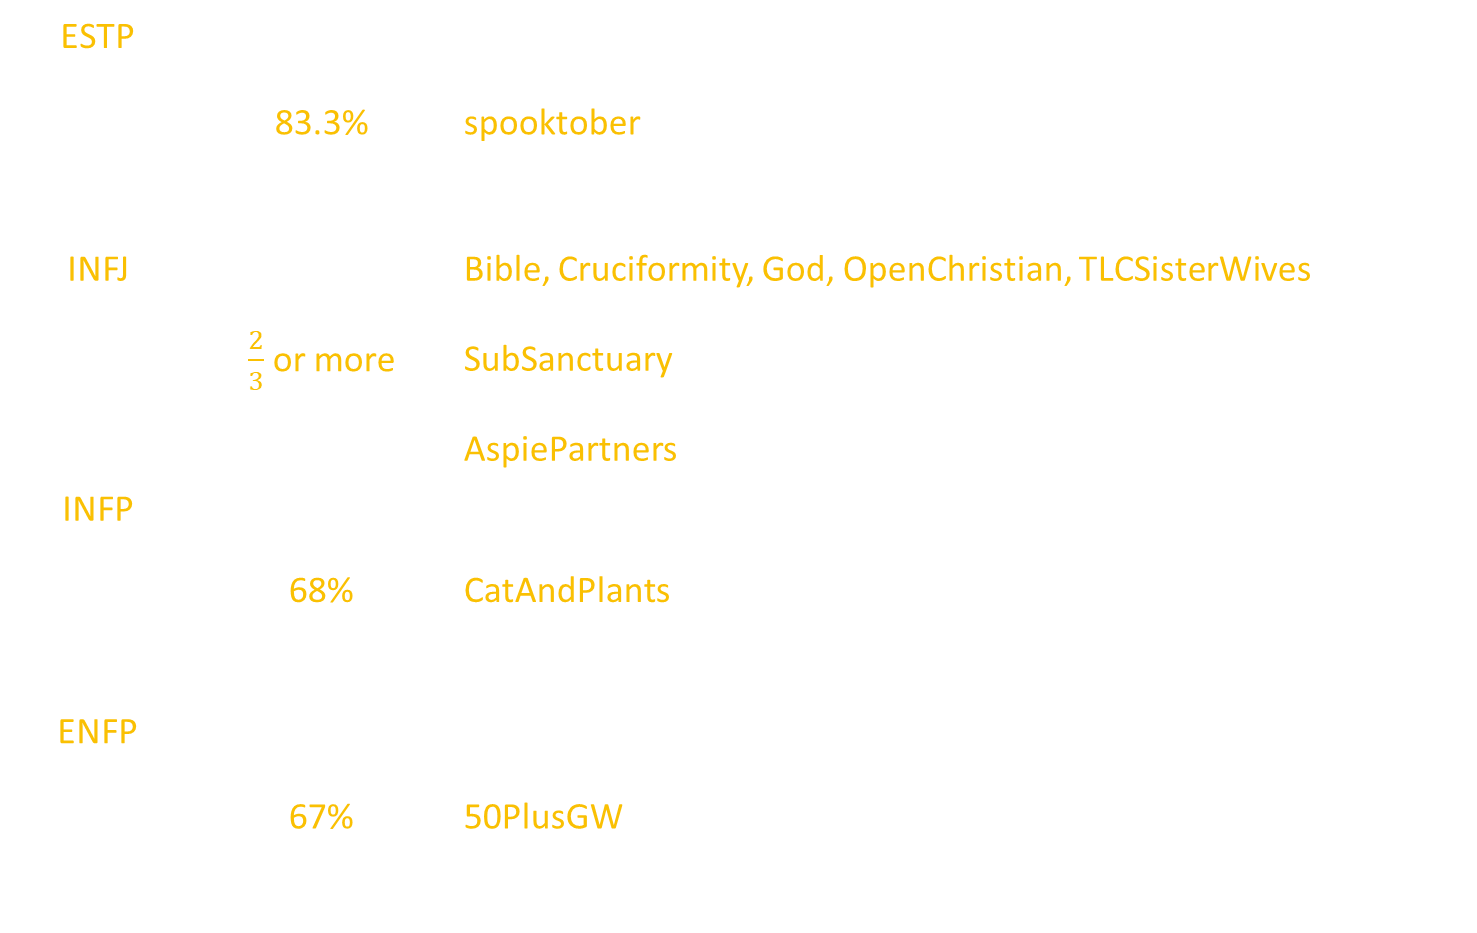 ESTP
83.3% spooktober
INFJ Bible, Cruciformity, God, OpenChristian, TLCSisterWives
2/3 or more SubSanctuary
AspiePartners
INFP
68% CatAndPlants
ENFP
67% 50PlusGW